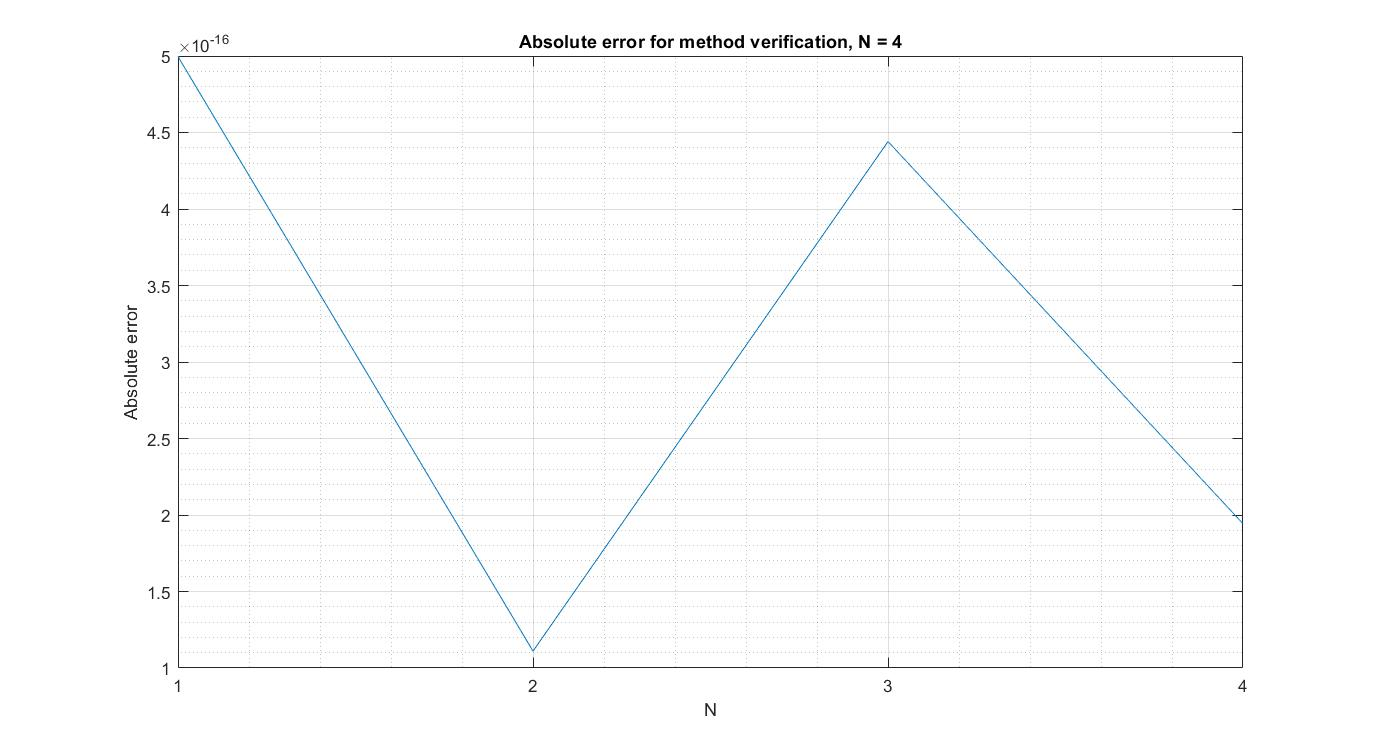 Absolute error for method verification, N = 4
×10-16
5
4.5
4
3.5
3
2.5
2
1.5
1
Absolute error
1 2 3 4
N